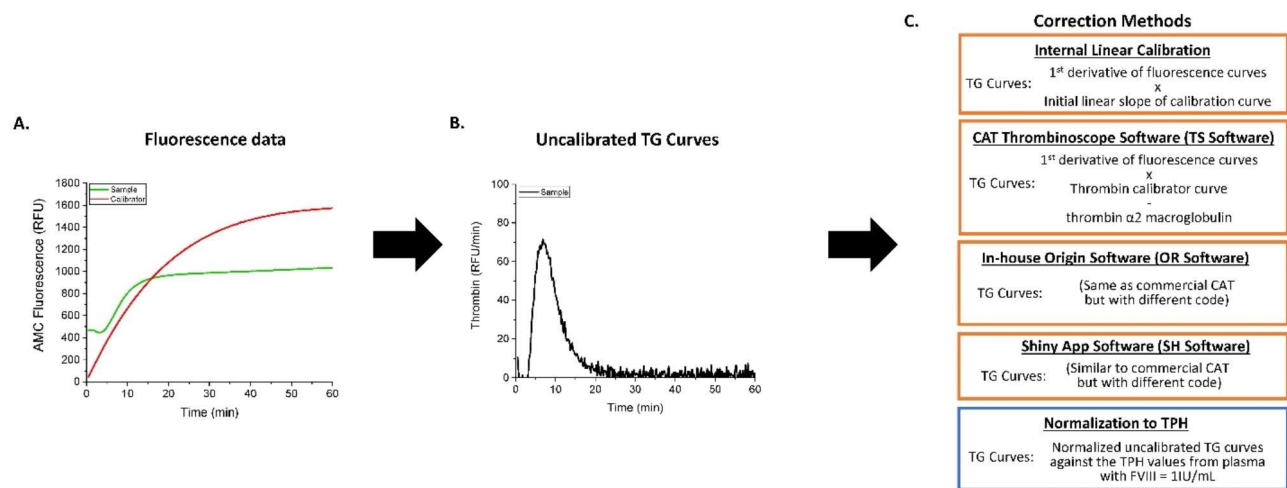 A.
Fluorescence data
AMC Fluorescence (RFU)
1800
1600
1400
1200
1000
800
600
400
200
0
Sample
Calibrator
0 10 20 30 40 50 60
Time (min)
B.
Uncalibrated TG Curves
Thrombin (RFU/min)
100
80
60
40
20
0
Sample
0 10 20 30 40 50 60
Time (min)
C.
Correction Methods
Internal Linear Calibration
TG Curves:
1st derivative of fluorescence curves
x
Initial linear slope of calibration curve
CAT Thrombinoscope Software (TS Software)
TG Curves:
1st derivative of fluorescence curves
x
Thrombin calibrator curve
-
thrombin α2 macroglobulin
In-house Origin Software (OR Software)
TG Curves:
(Same as commercial CAT
but with different code)
Shiny App Software (SH Software)
TG Curves:
(Similar to commercial CAT
but with different code)
Normalization to TPH
TG Curves:
Normalized uncalibrated TG curves
against the TPH values from plasma
with FVIII = 1IU/mL